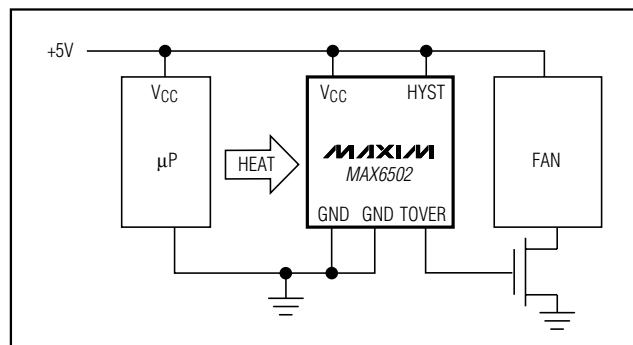 +5V
VCC
VCC HYST
µP
HEAT
MAXIM
MAX6502
FAN
GND GND TOVER